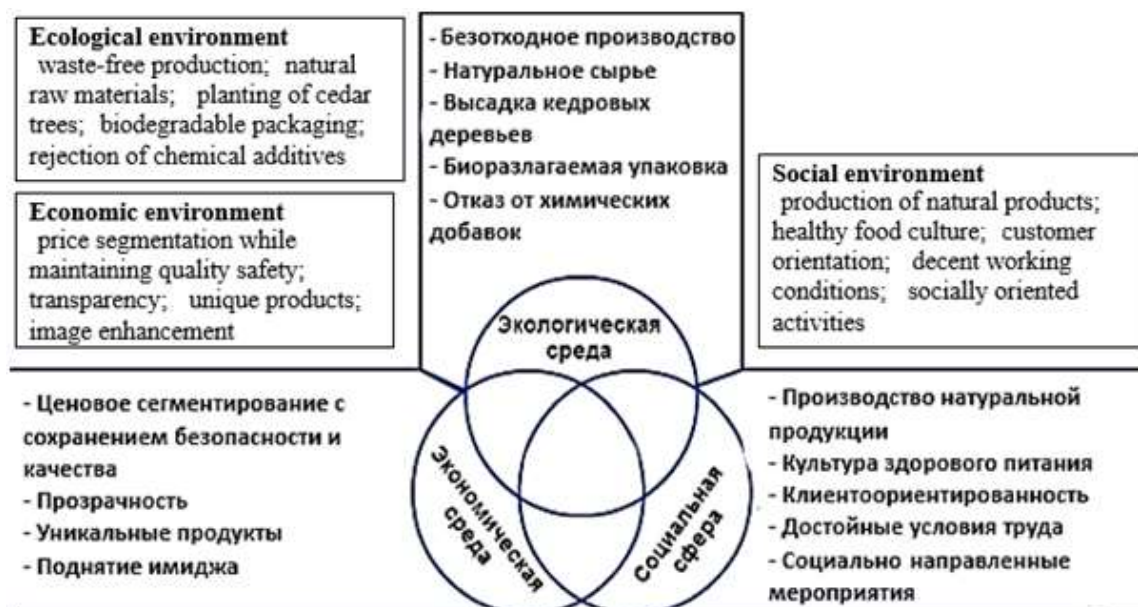 Ecological environment
waste-free production; natural
raw materials; planting of cedar
trees; biodegradable packaging;
rejection of chemical additives
Economic environment
price segmentation while
maintaining quality safety;
transparency; unique products;
image enhancement
- Безотходное производство
- Натуральное сырье
- Высадка кедровых
деревьев
- Биоразлагаемая упаковка
- Отказ от химических
добавок
Social environment
production of natural products;
healthy food culture; customer
orientation; decent working
conditions; socially oriented
activities
Экологическая
среда
Экономическая
среда
Социальная
сфера
- Ценовое сегментирование с
сохранением безопасности и
качества
- Прозрачность
- Уникальные продукты
- Поднятие имиджа
- Производство натуральной
продукции
- Культура здорового питания
- Клиентоориентированность
- Достойные условия труда
- Социально направленные
мероприятия